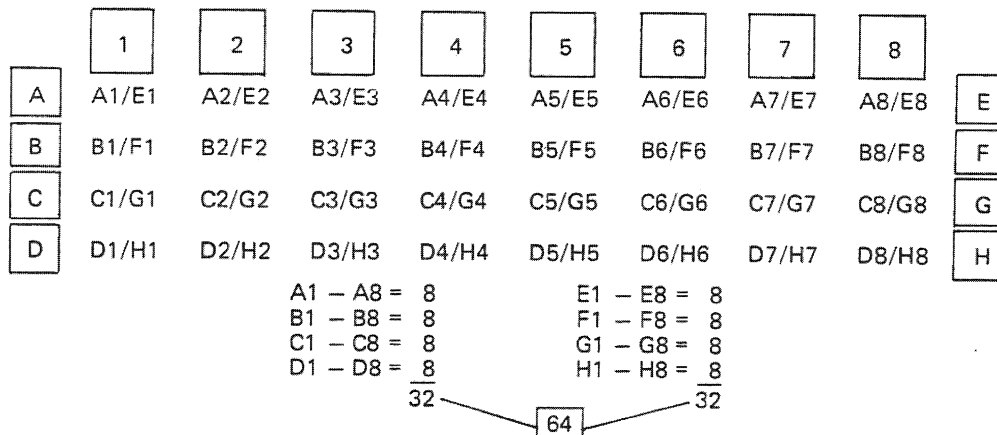 1 2 3 4 5 6 7 8
A A1/E1 A2/E2 A3/E3 A4/E4 A5/E5 A6/E6 A7/E7 A8/E8 E
B B1/F1 B2/F2 B3/F3 B4/F4 B5/F5 B6/F6 B7/F7 B8/F8 F
C C1/G1 C2/G2 C3/G3 C4/G4 C5/G5 C6/G6 C7/G7 C8/G8 G
D D1/H1 D2/H2 D3/H3 D4/H4 D5/H5 D6/H6 D7/H7 D8/H8 H
A1 – A8 = 8 E1 – E8 = 8
B1 – B8 = 8 F1 – F8 = 8
C1 – C8 = 8 G1 – G8 = 8
D1 – D8 = 8 H1 – H8 = 8
32 32
64